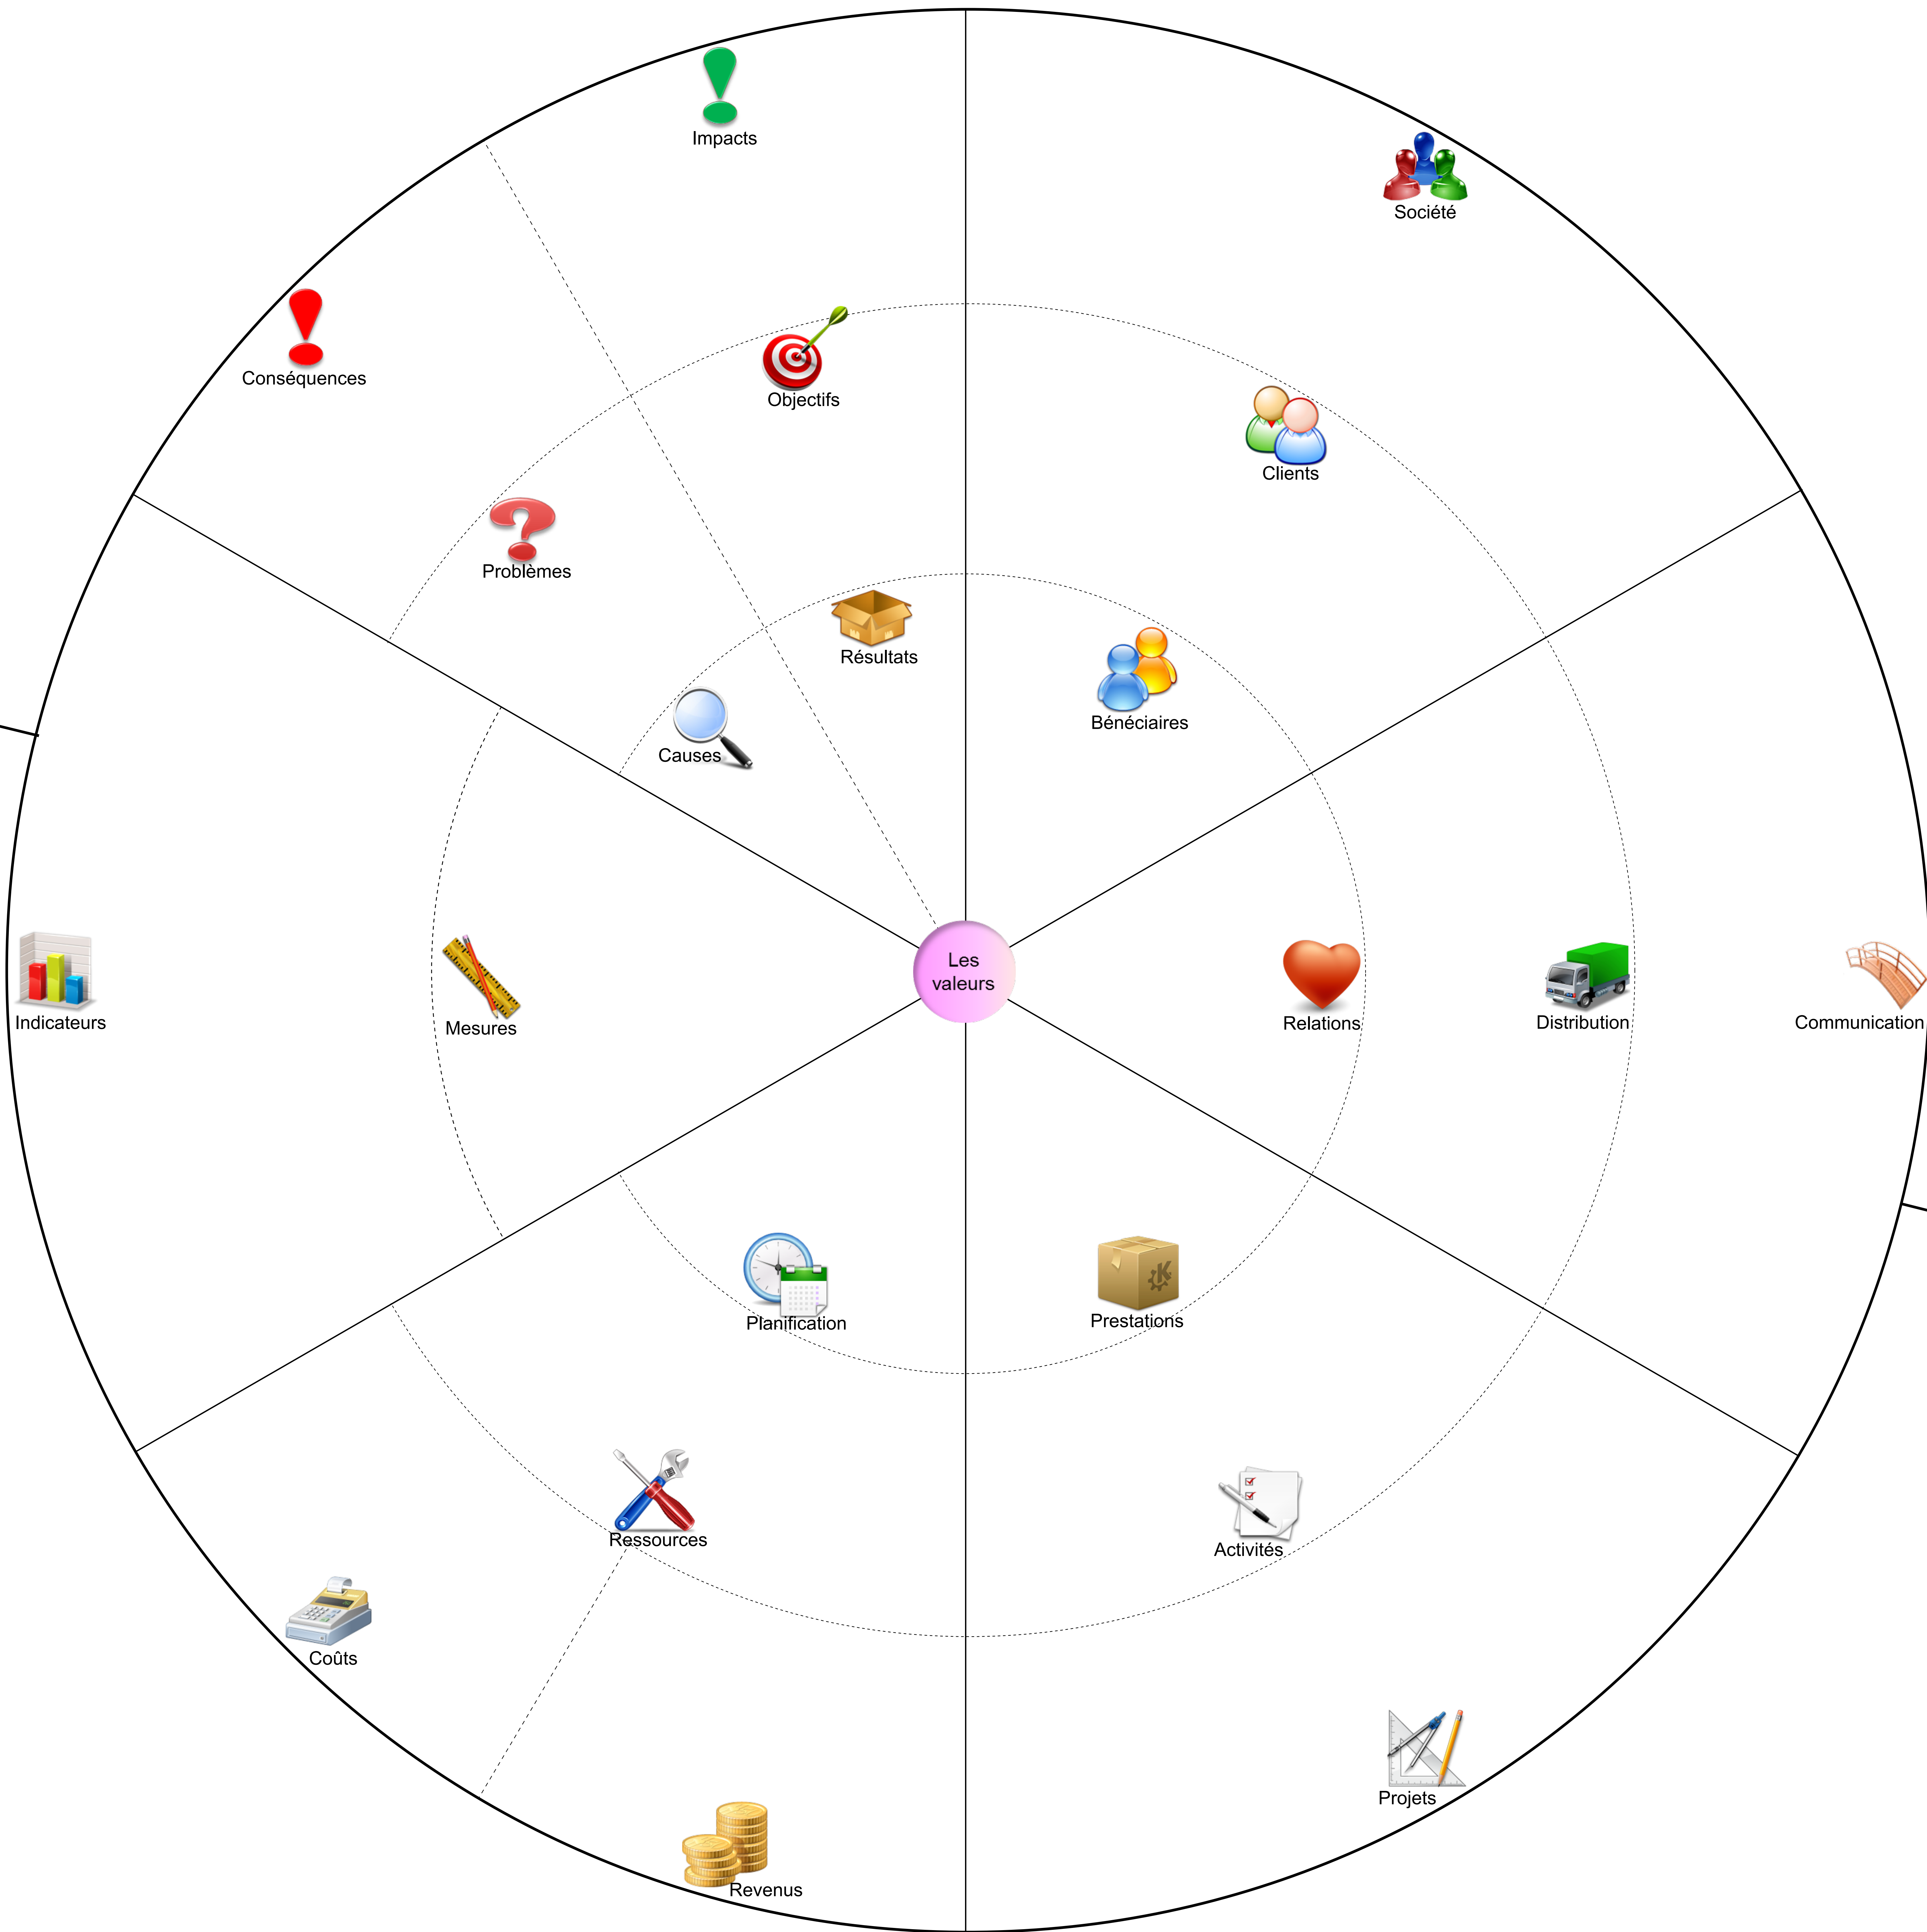 Impacts
Société
Conséquences
Objectifs
Clients
Problèmes
Résultats
Bénéciaires
Causes
Les
valeurs
Indicateurs
Mesures
Relations
Distribution
Communication
Planification
Prestations
Ressources
Activités
Coûts
Projets
Revenus